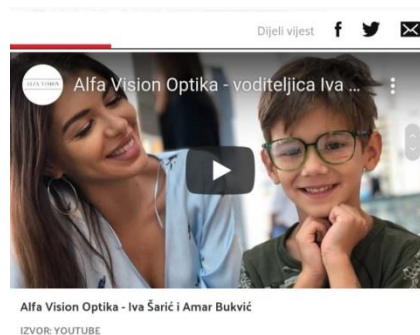 Dijeli vijest
Alfa Vision Optika - voditeljica Iva ...
Alfa Vision Optika - Iva Šarić i Amar Bukvić
IZVOR: YOUTUBE